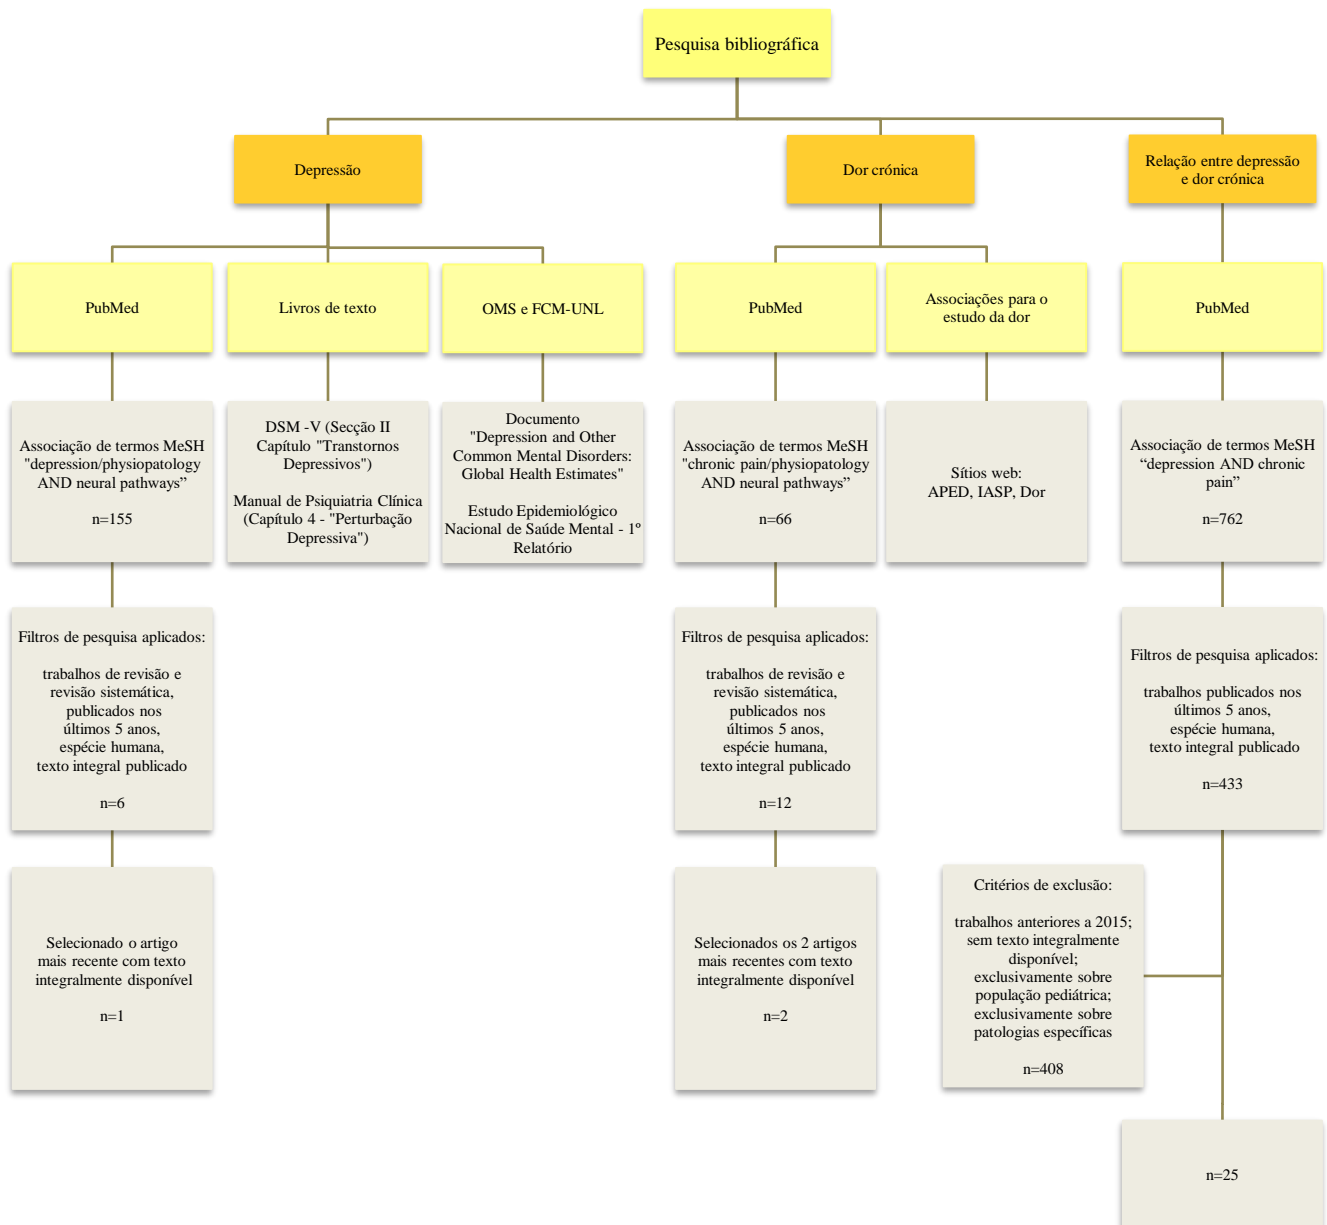 Pesquisa bibliográfica
Depressão
Dor crónica
Relação entre depressão
e dor crónica
PubMed
Livros de texto
OMS e FCM-UNL
PubMed
Associações para o
estudo da dor
PubMed
Associação de termos MeSH
"depression/physiopatology
AND neural pathways”
n=155
DSM -V (Secção II
Capítulo "Transtornos
Depressivos")
Manual de Psiquiatria Clínica
(Capítulo 4 - "Perturbação
Depressiva")
Documento
"Depression and Other
Common Mental Disorders:
Global Health Estimates"
Estudo Epidemiológico
Nacional de Saúde Mental - 1º
Relatório
Associação de termos MeSH
"chronic pain/physiopatology
AND neural pathways”
n=66
Sítios web:
APED, IASP, Dor
Associação de termos MeSH
“depression AND chronic
pain”
n=762
Filtros de pesquisa aplicados:
trabalhos de revisão e
revisão sistemática,
publicados nos
últimos 5 anos,
espécie humana,
texto integral publicado
n=6
Filtros de pesquisa aplicados:
trabalhos de revisão e
revisão sistemática,
publicados nos
últimos 5 anos,
espécie humana,
texto integral publicado
n=12
Filtros de pesquisa aplicados:
trabalhos publicados nos
últimos 5 anos,
espécie humana,
texto integral publicado
n=433
Selecionado o artigo
mais recente com texto
integralmente disponível
n=1
Selecionados os 2 artigos
mais recentes com texto
integralmente disponível
n=2
Critérios de exclusão:
trabalhos anteriores a 2015;
sem texto integralmente
disponível;
exclusivamente sobre
população pediátrica;
exclusivamente sobre
patologias específicas
n=408
n=25